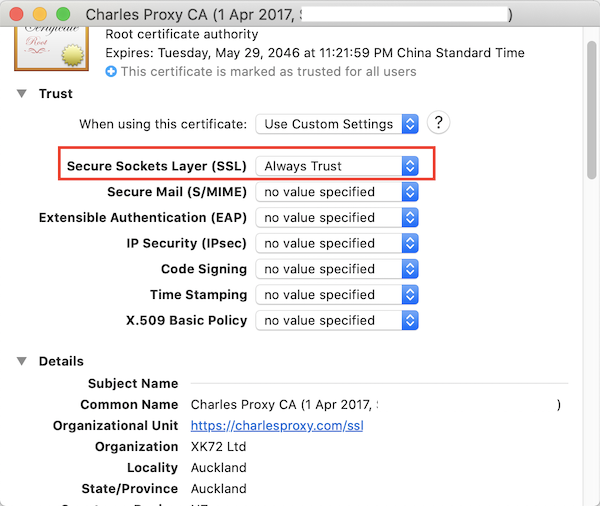 Charles Proxy CA (1 Apr 2017, )
Certificate
Root
Root certificate authority
Expires: Tuesday, May 29, 2046 at 11:21:59 PM China Standard Time
This certificate is marked as trusted for all users
Trust
When using this certificate: Use Custom Settings ?
Secure Sockets Layer (SSL) Always Trust
Secure Mail (S/MIME) no value specified
Extensible Authentication (EAP) no value specified
IP Security (IPsec) no value specified
Code Signing no value specified
Time Stamping no value specified
X.509 Basic Policy no value specified
Details
Subject Name
Common Name Charles Proxy CA (1 Apr 2017, )
Organizational Unit https://charlesproxy.com/ssl
Organization XK72 Ltd
Locality Auckland
State/Province Auckland